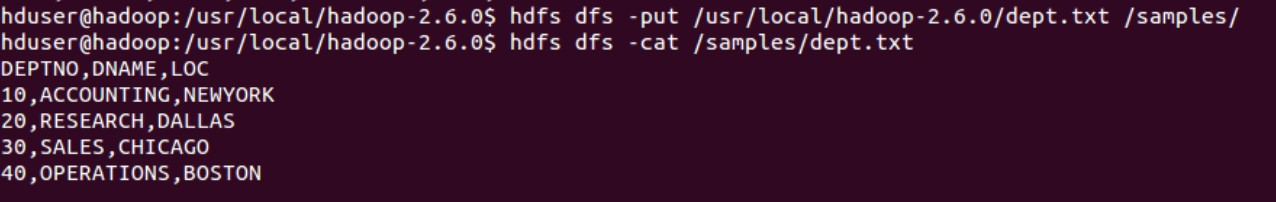 hduser@hadoop:/usr/local/hadoop-2.6.0$ hdfs dfs -put /usr/local/hadoop-2.6.0/dept.txt /samples/
hduser@hadoop:/usr/local/hadoop-2.6.0$ hdfs dfs -cat /samples/dept.txt
DEPTNO,DNAME,LOC
10,ACCOUNTING,NEWYORK
20,RESEARCH,DALLAS
30,SALES,CHICAGO
40,OPERATIONS,BOSTON